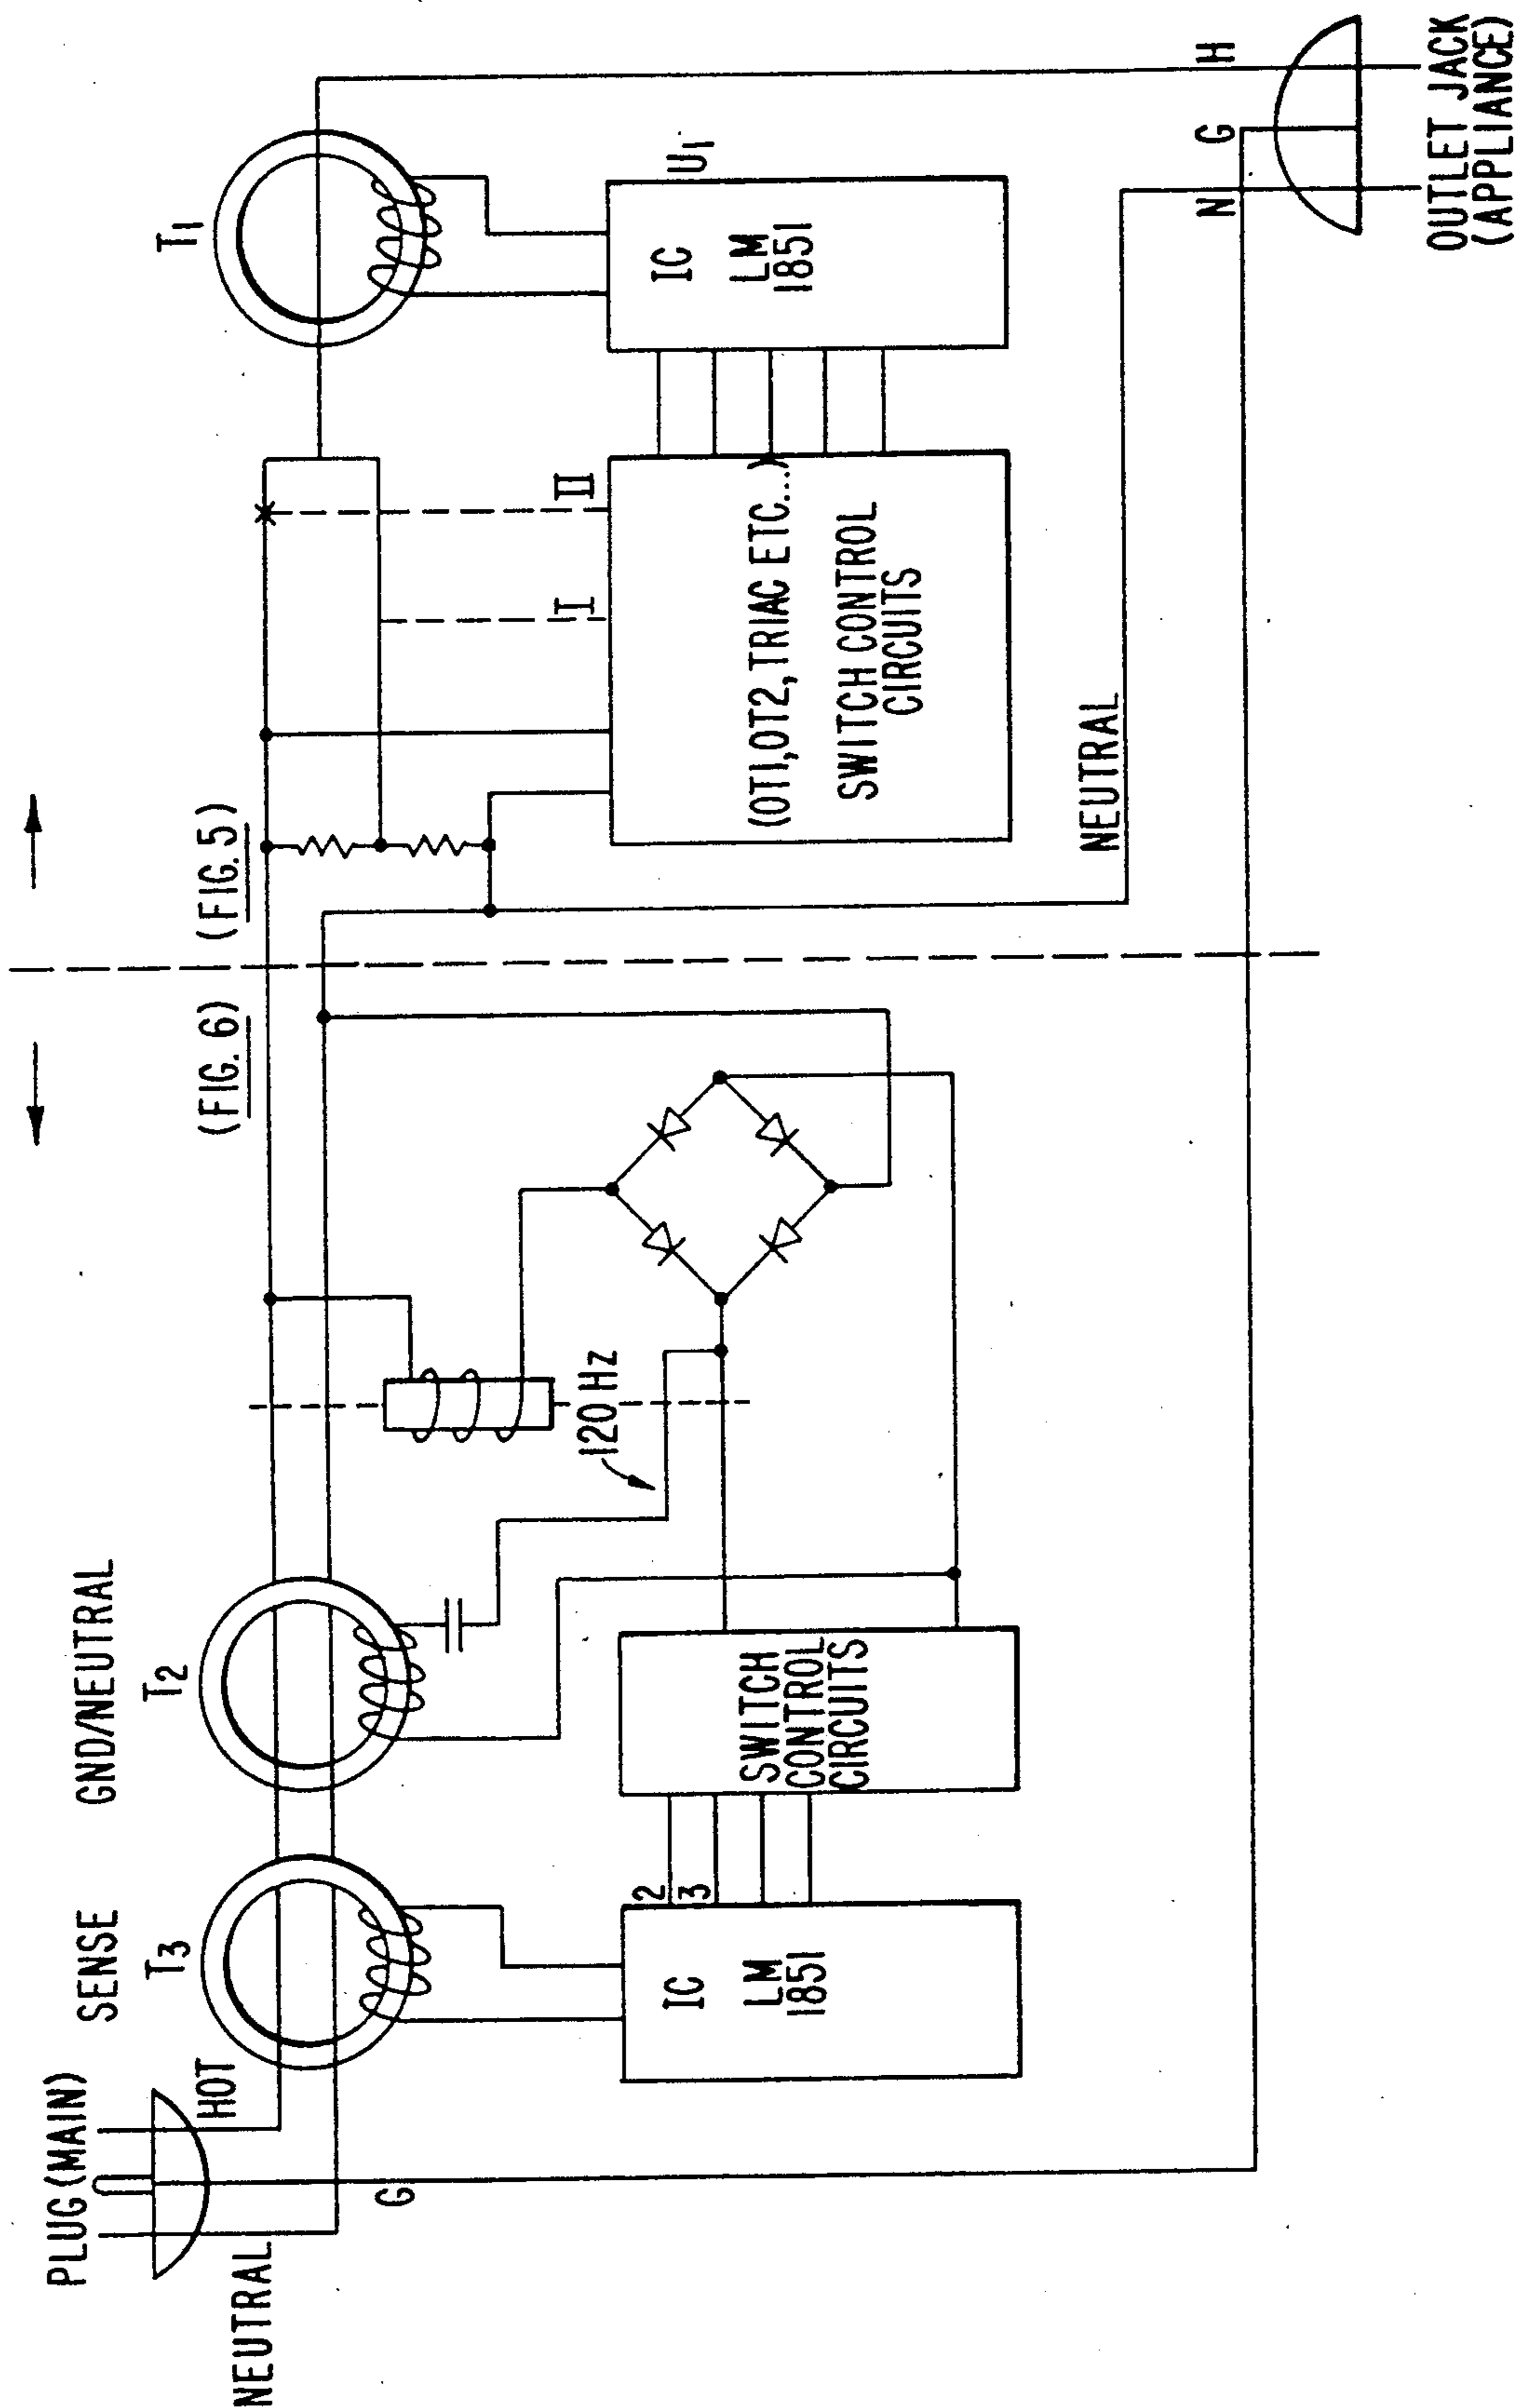 PLUG (MAIN)
NEUTRAL
HOT
G
SENSE
T3
GND/NEUTRAL
T2
120 Hz
(FIG. 6)
(FIG. 5)
I
II
T1
IC
LM
1851
2
3
SWITCH
CONTROL
CIRCUITS
(OT1,OT2,TRIAC ETC...)
SWITCH CONTROL
CIRCUITS
IC
LM
1851
U1
NEUTRAL
N
G
H
OUTLET JACK
(APPLIANCE)